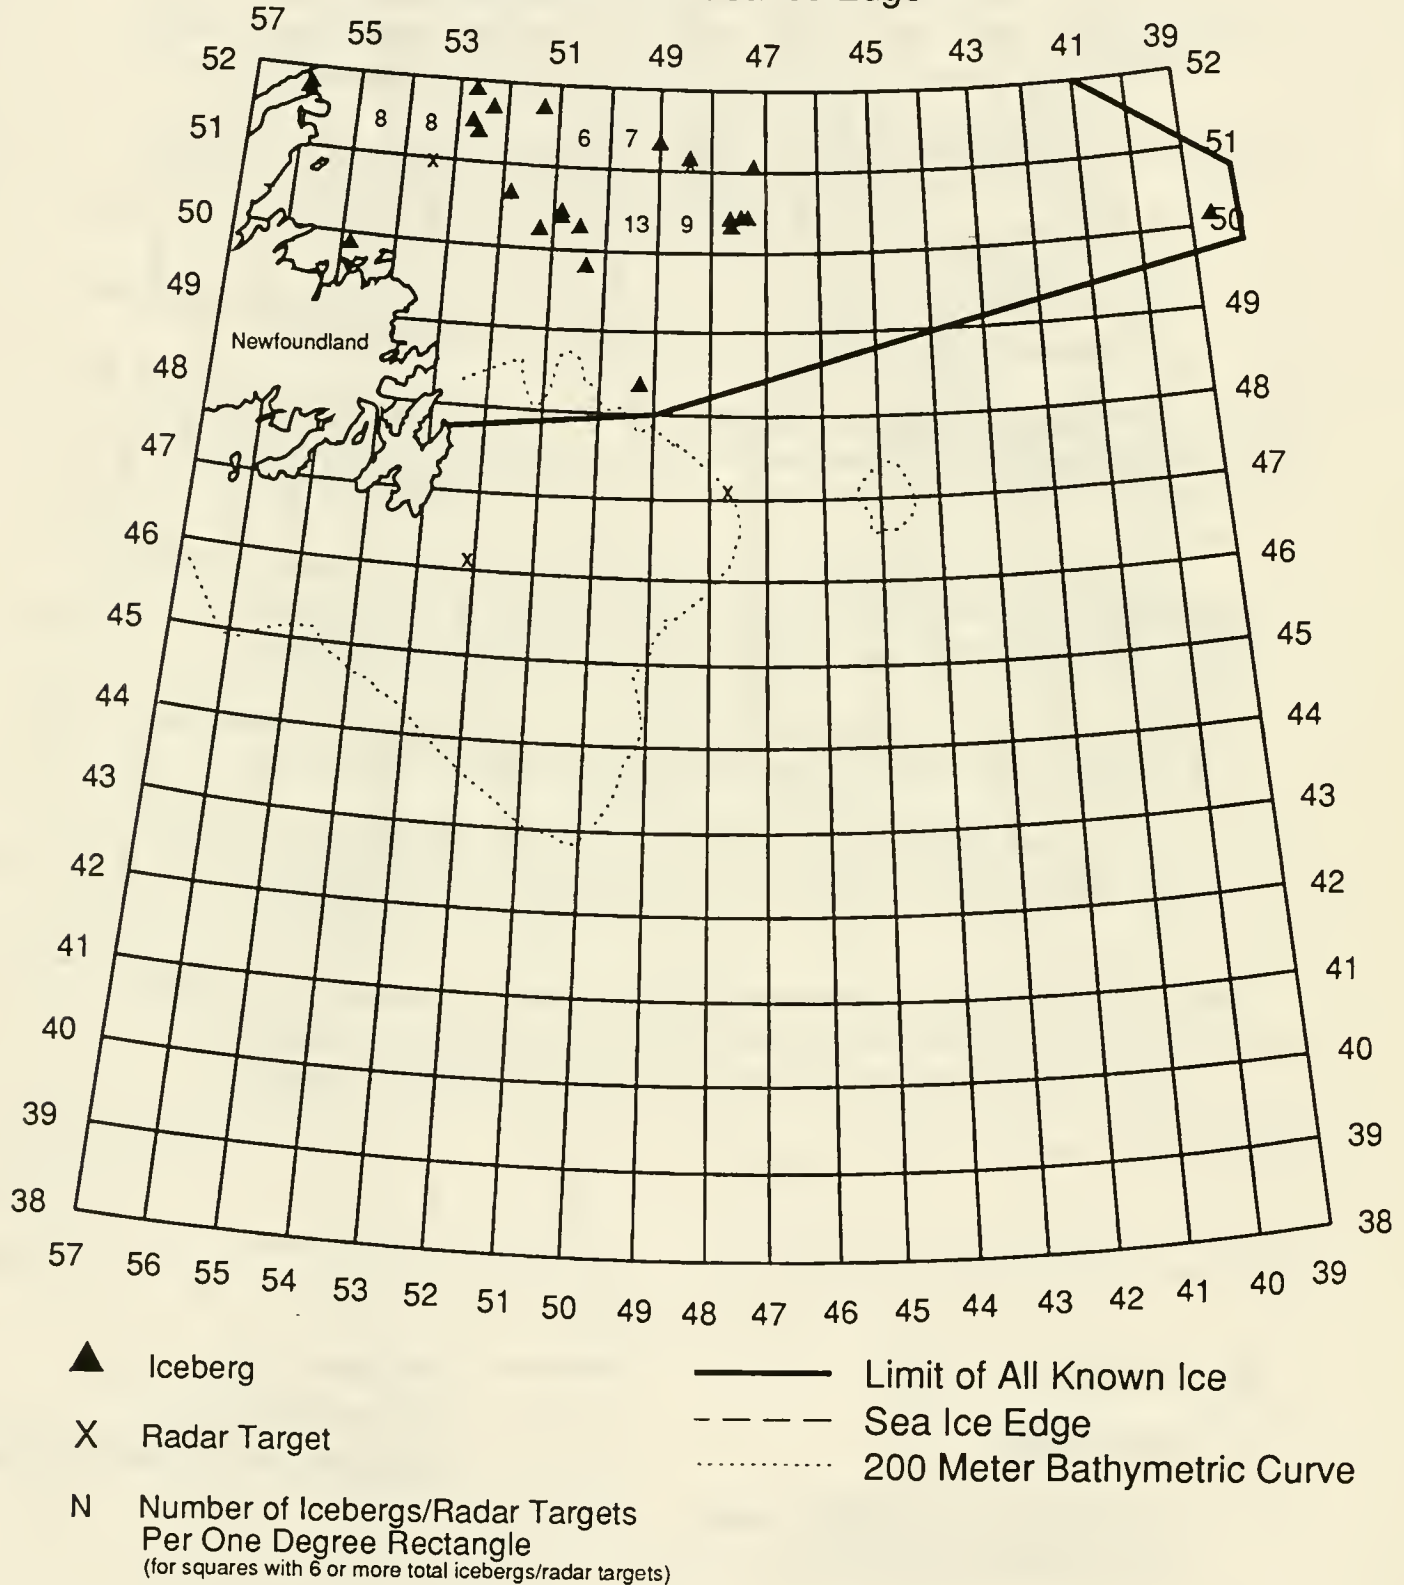 57 55 53 51 49 47 45 43 41 39
52 52
51 8 8 6 7 51
50 X X 13 9 50
49 49
Newfoundland
48 48
47 X 47
46 X 46
45 45
44 44
43 43
42 42
41 41
40 40
39 39
38 38
57 56 55 54 53 52 51 50 49 48 47 46 45 44 43 42 41 40 39
Iceberg
X Radar Target
N Number of Icebergs/Radar Targets
Per One Degree Rectangle
(for squares with 6 or more total icebergs/radar targets)
Limit of All Known Ice
Sea Ice Edge
200 Meter Bathymetric Curve